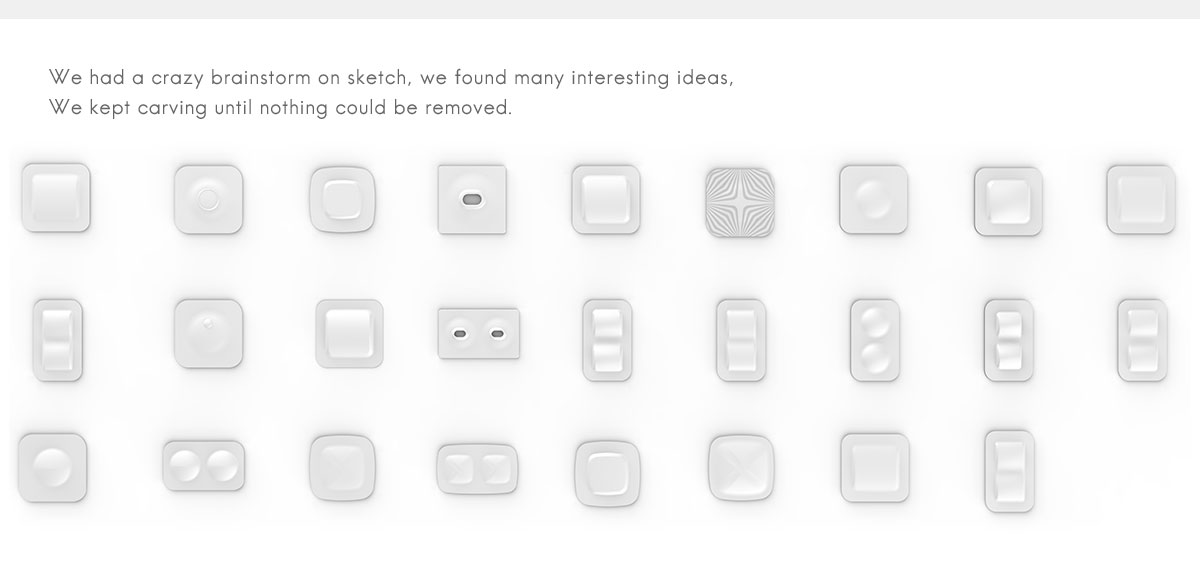 We had a crazy brainstorm on sketch, we found many interesting ideas,
We kept carving until nothing could be removed.